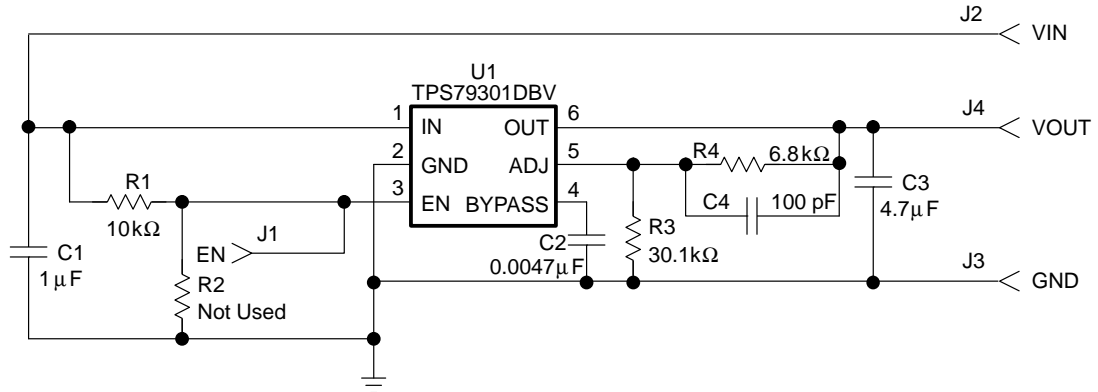 J2
VIN
U1
TPS79301DBV
1
IN
OUT
6
J4
VOUT
2
GND
ADJ
5
R4
6.8kΩ
R1
10kΩ
3
EN
BYPASS
4
C4
100 pF
C3
4.7μF
J1
EN
C1
1μF
R2
Not Used
C2
0.0047μF
R3
30.1kΩ
J3
GND